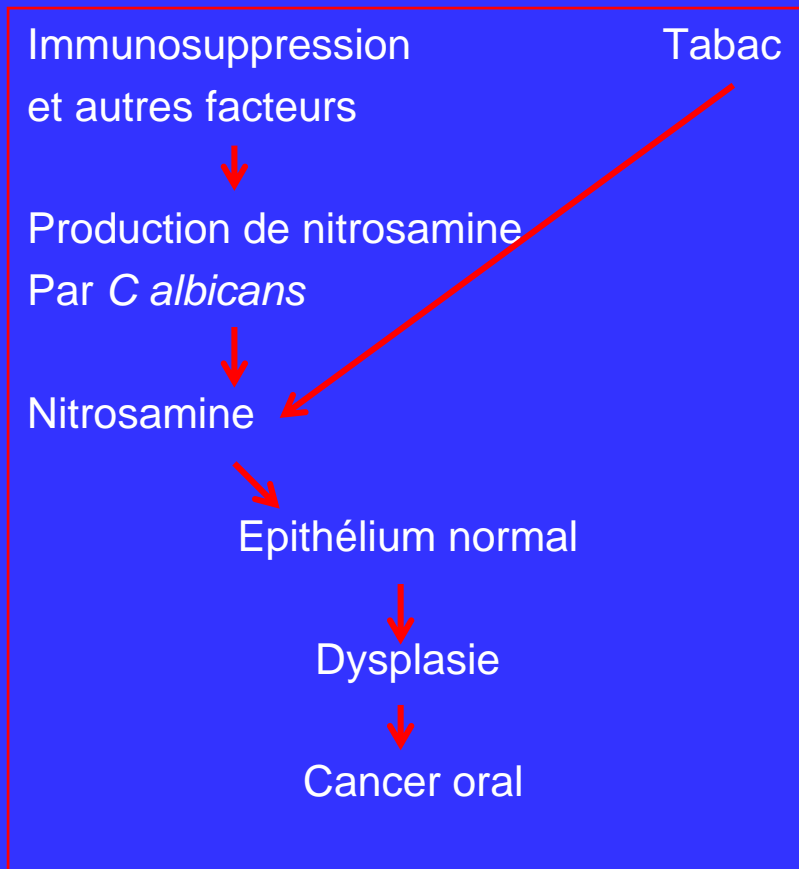 Immunosuppression
Tabac
et autres facteurs
Production de nitrosamine
Par C albicans
Nitrosamine
Epithélium normal
Dysplasie
Cancer oral